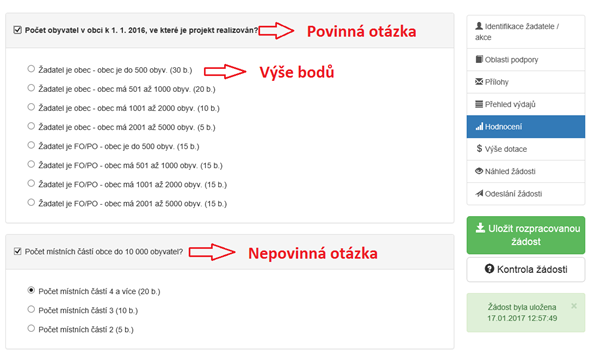 Počet obyvatel v obci k 1. 1. 2016, ve které je projekt realizován?
Povinná otázka
Žadatel je obec - obec je do 500 obyv. (30 b.)
Výše bodů
Žadatel je obec - obec má 501 až 1000 obyv. (20 b.)
Žadatel je obec - obec má 1001 až 2000 obyv. (10 b.)
Žadatel je obec - obec má 2001 až 5000 obyv. (5 b.)
Žadatel je FO/PO - obec je do 500 obyv. (15 b.)
Žadatel je FO/PO - obec má 501 až 1000 obyv. (15 b.)
Žadatel je FO/PO - obec má 1001 až 2000 obyv. (15 b.)
Žadatel je FO/PO - obec má 2001 až 5000 obyv. (15 b.)
Počet místních částí obce do 10 000 obyvatel?
Nepovinná otázka
Počet místních částí 4 a více (20 b.)
Počet místních částí 3 (10 b.)
Počet místních částí 2 (5 b.)
Identifikace žadatele /
akce
Oblasti podpory
Přílohy
Přehled výdajů
Hodnocení
Výše dotace
Náhled žádosti
Odeslání žádosti
Uložit rozpracovanou
žádost
Kontrola žádosti
Žádost byla uložena
17.01.2017 12:57:49